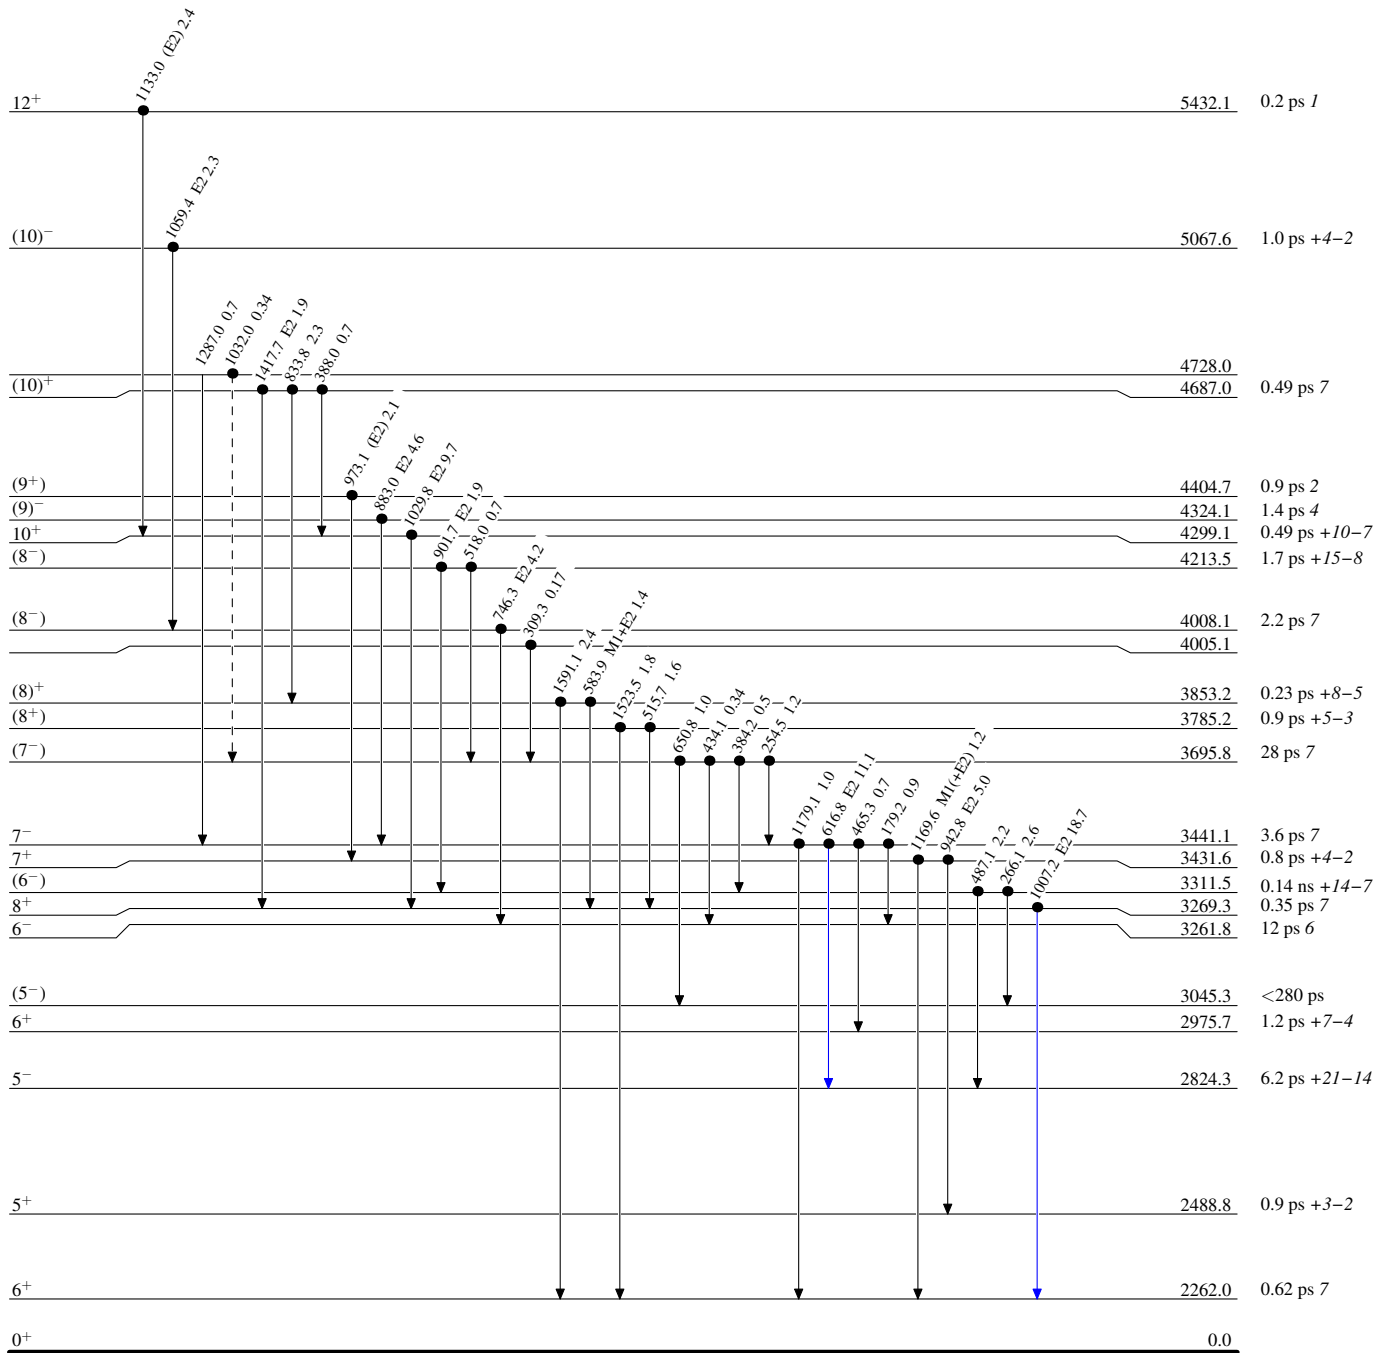 1133.0 (E2) 2.4
12⁺ 5432.1 0.2 ps 1
1059.4 E2 2.3
(10)⁻ 5067.6 1.0 ps +4−2
1287.0 0.7
1032.0 0.34
1417.7 E2 1.9
833.8 2.3
388.0 0.7
4728.0
(10)⁺ 4687.0 0.49 ps 7
973.1 (E2) 2.1
883.0 E2 4.6
1029.8 E2 9.7
901.7 E2 1.9
518.0 0.7
(9⁺) 4404.7 0.9 ps 2
(9)⁻ 4324.1 1.4 ps 4
10⁺ 4299.1 0.49 ps +10−7
(8⁻) 4213.5 1.7 ps +15−8
746.3 E2 4.2
309.3 0.17
(8⁻) 4008.1 2.2 ps 7
4005.1
1591.1 2.4
583.9 M1+E2 1.4
1523.5 1.8
515.7 1.6
(8)⁺ 3853.2 0.23 ps +8−5
(8⁺) 3785.2 0.9 ps +5−3
650.8 1.0
434.1 0.34
384.2 0.5
254.5 1.2
(7⁻) 3695.8 28 ps 7
1179.1 1.0
616.8 E2 11.1
465.3 0.7
179.2 0.9
1169.6 M1(+E2) 1.2
942.8 E2 5.0
487.1 2.2
266.1 2.6
1007.2 E2 18.7
7⁻ 3441.1 3.6 ps 7
7⁺ 3431.6 0.8 ps +4−2
(6⁻) 3311.5 0.14 ns +14−7
8⁺ 3269.3 0.35 ps 7
6⁻ 3261.8 12 ps 6
(5⁻) 3045.3 <280 ps
6⁺ 2975.7 1.2 ps +7−4
5⁻ 2824.3 6.2 ps +21−14
5⁺ 2488.8 0.9 ps +3−2
6⁺ 2262.0 0.62 ps 7
0⁺ 0.0